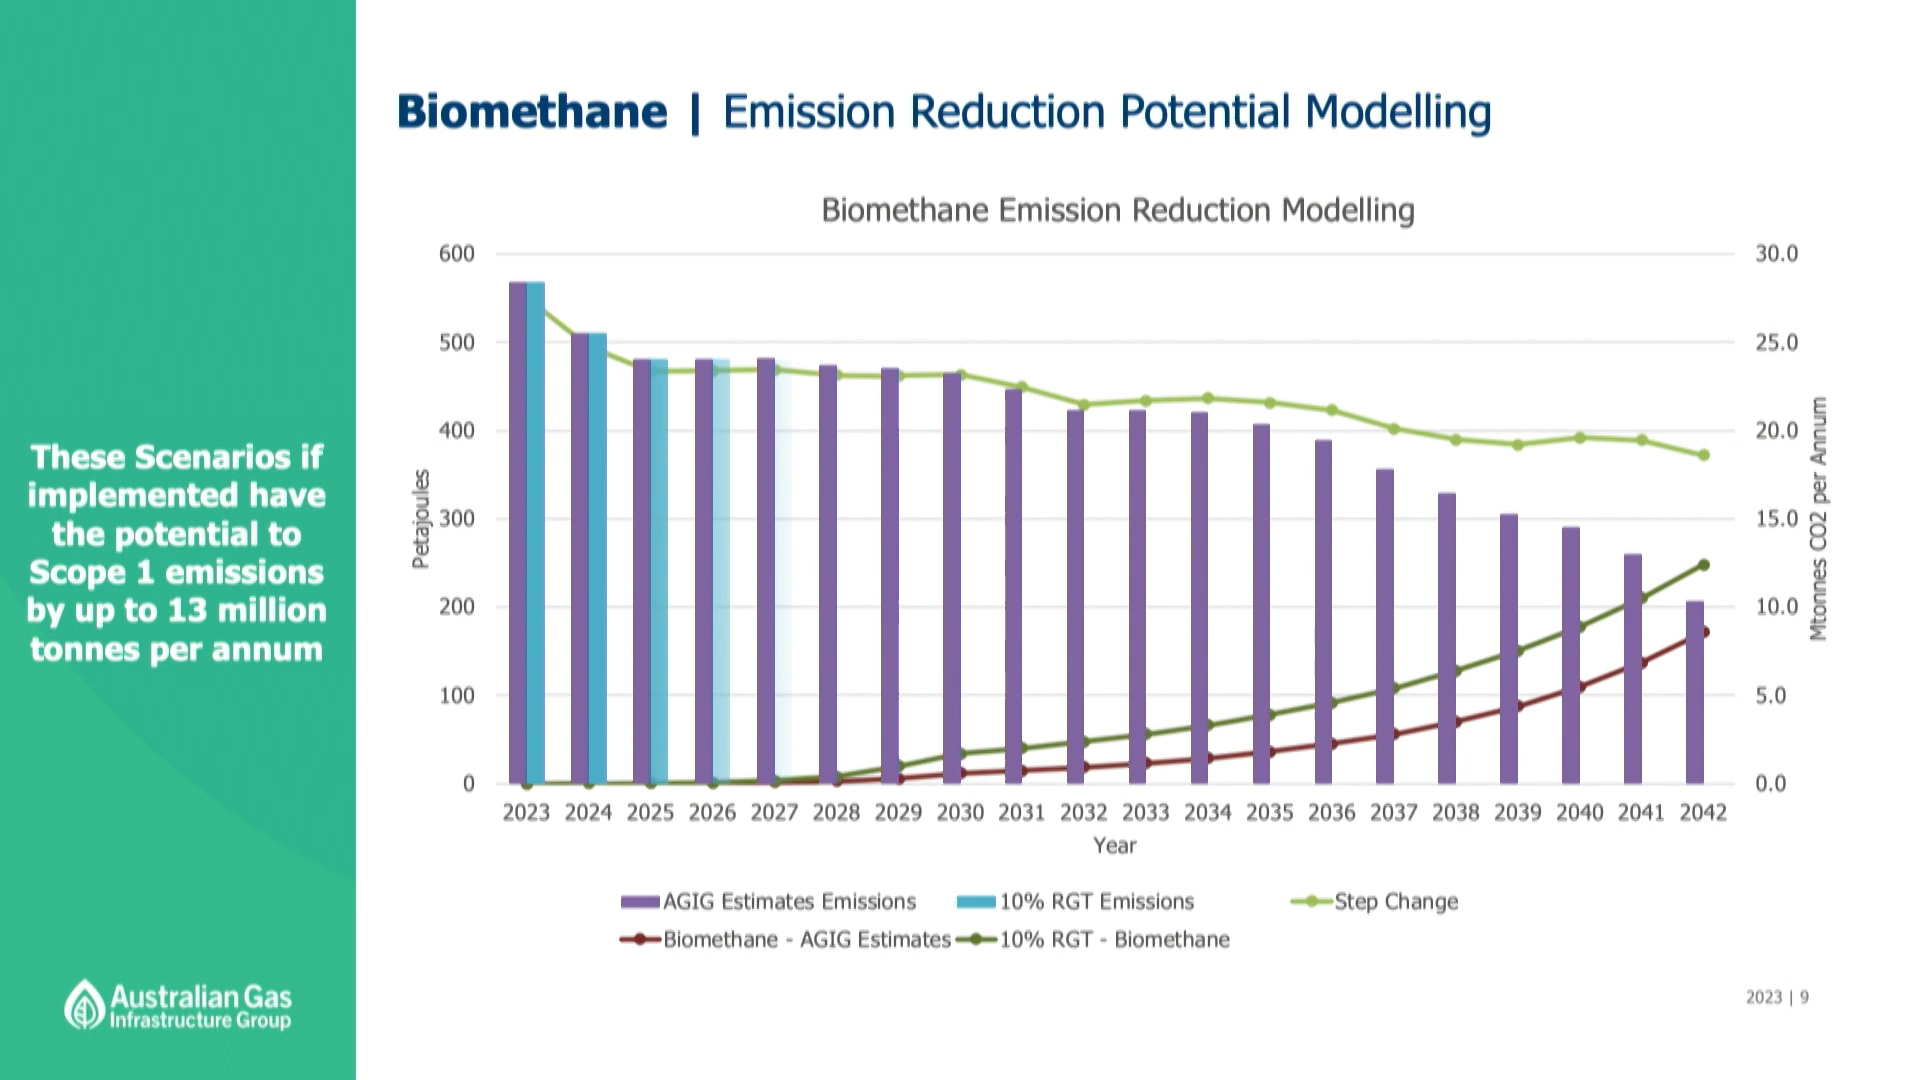 Biomethane | Emission Reduction Potential Modelling
These Scenarios if
implemented have
the potential to
Scope 1 emissions
by up to 13 million
tonnes per annum
Australian Gas
Infrastructure Group
Biomethane Emission Reduction Modelling
600
500
400
300
200
100
0
Petajoules
30.0
25.0
20.0
15.0
10.0
5.0
0.0
Mtonnes CO2 per Annum
2023 2024 2025 2026 2027 2028 2029 2030 2031 2032 2033 2034 2035 2036 2037 2038 2039 2040 2041 2042
Year
AGIG Estimates Emissions 10% RGT Emissions Step Change
Biomethane - AGIG Estimates 10% RGT - Biomethane
2023 | 9